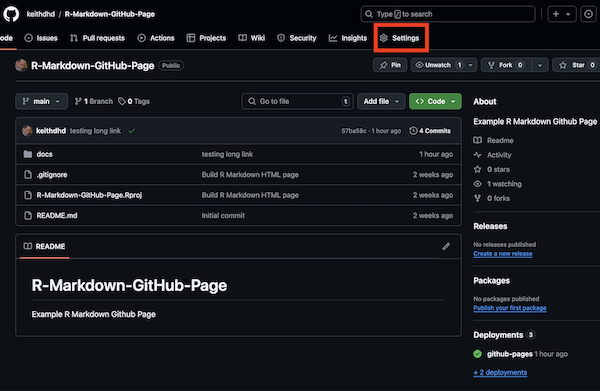 keithdhd / R-Markdown-GitHub-Page
Type / to search
ode Issues Pull requests Actions Projects Wiki Security Insights Settings
R-Markdown-GitHub-Page Public
Pin Unwatch 1 Fork 0 Star 0
main 1 Branch 0 Tags Go to file t Add file Code
keithdhd testing long link 57ba58c · 1 hour ago 4 Commits
docs testing long link 1 hour ago
.gitignore Build R Markdown HTML page 2 weeks ago
R-Markdown-GitHub-Page.Rproj Build R Markdown HTML page 2 weeks ago
README.md Initial commit 2 weeks ago
README
R-Markdown-GitHub-Page
Example R Markdown Github Page
About
Example R Markdown Github Page
Readme
Activity
0 stars
1 watching
0 forks
Releases
No releases published
Create a new release
Packages
No packages published
Publish your first package
Deployments 3
github-pages 1 hour ago
+ 2 deployments